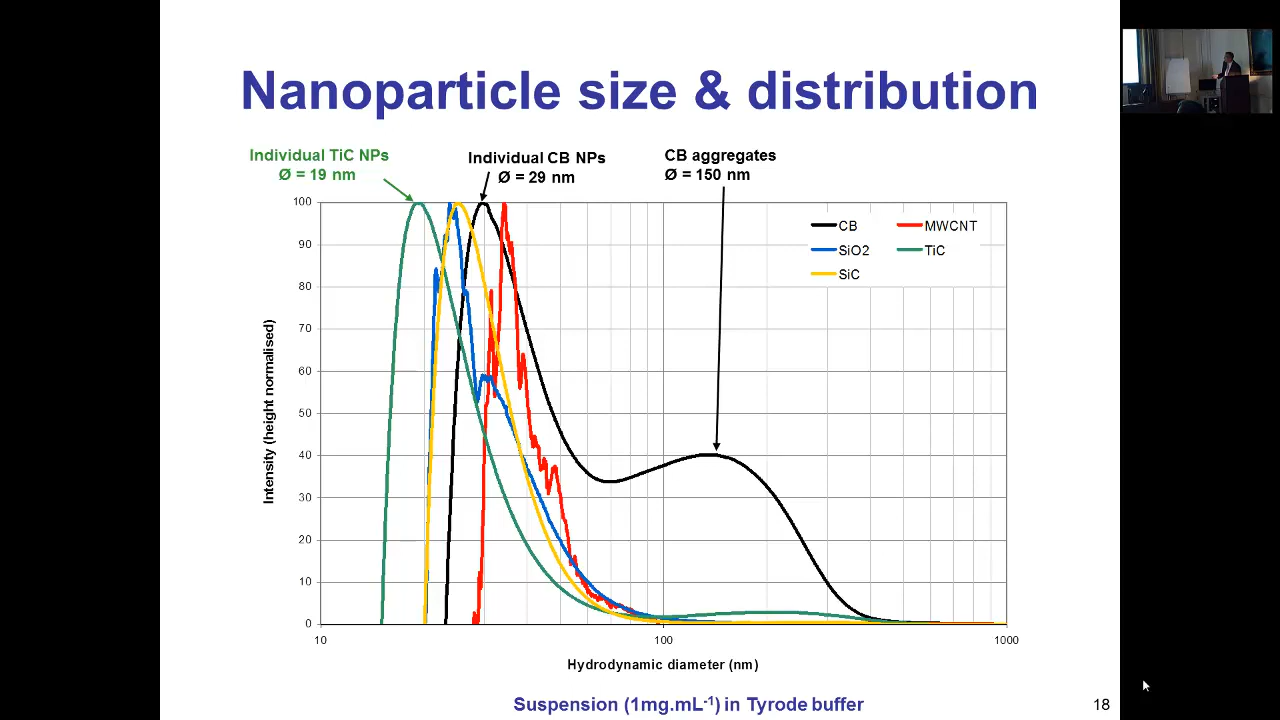 Nanoparticle size & distribution
Individual TiC NPs
Ø = 19 nm
Individual CB NPs
Ø = 29 nm
CB aggregates
Ø = 150 nm
100
90
80
70
60
50
40
30
20
10
0
Intensity (height normalised)
CB
MWCNT
SiO2
TiC
SiC
10
100
1000
Hydrodynamic diameter (nm)
Suspension (1mg.mL⁻¹) in Tyrode buffer
18